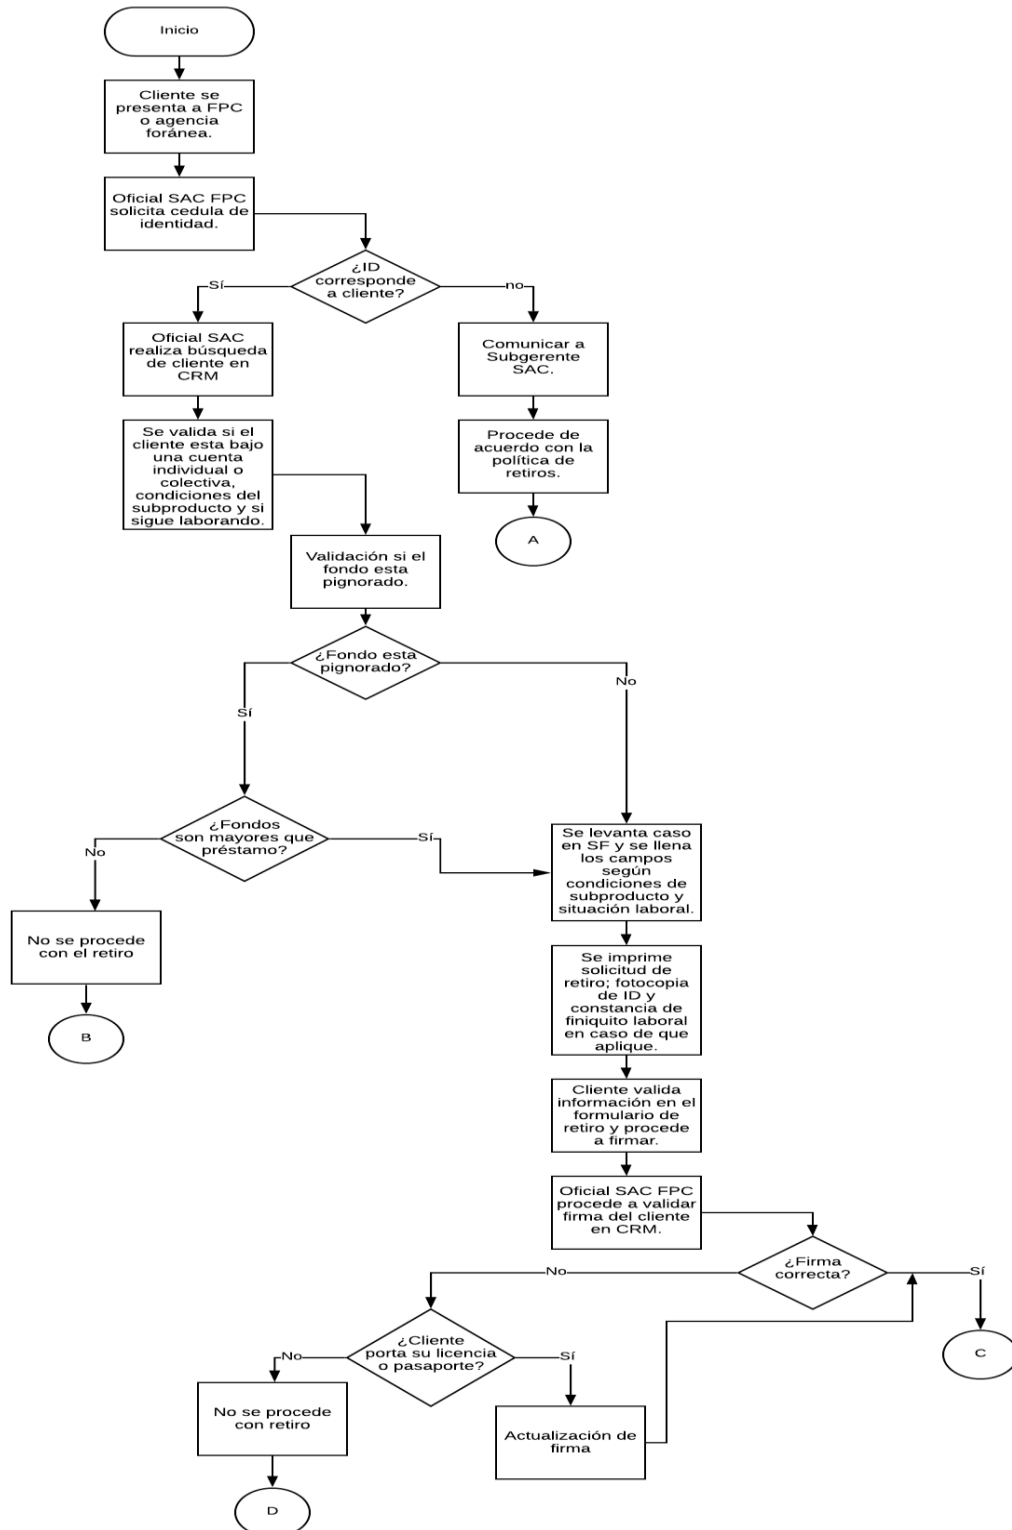 Inicio
Cliente se
presenta a FPC
o agencia
foránea.
Oficial SAC FPC
solicita cedula de
identidad.
¿ID
corresponde
a cliente?
Sí
no
Oficial SAC
realiza búsqueda
de cliente en
CRM
Comunicar a
Subgerente
SAC.
Se valida si el
cliente esta bajo
una cuenta
individual o
colectiva,
condiciones del
subproducto y si
sigue laborando.
Procede de
acuerdo con la
política de
retiros.
A
Validación si el
fondo esta
pignorado.
¿Fondo esta
pignorado?
Sí
No
¿Fondos
son mayores que
préstamo?
No
Sí
Se levanta caso
en SF y se llena
los campos
según
condiciones de
subproducto y
situación laboral.
No se procede
con el retiro
B
Se imprime
solicitud de
retiro; fotocopia
de ID y
constancia de
finiquito laboral
en caso de que
aplique.
Cliente valida
información en el
formulario de
retiro y procede
a firmar.
Oficial SAC FPC
procede a validar
firma del cliente
en CRM.
¿Firma
correcta?
No
Sí
C
¿Cliente
porta su licencia
o pasaporte?
No
Sí
No se procede
con retiro
Actualización de
firma
D